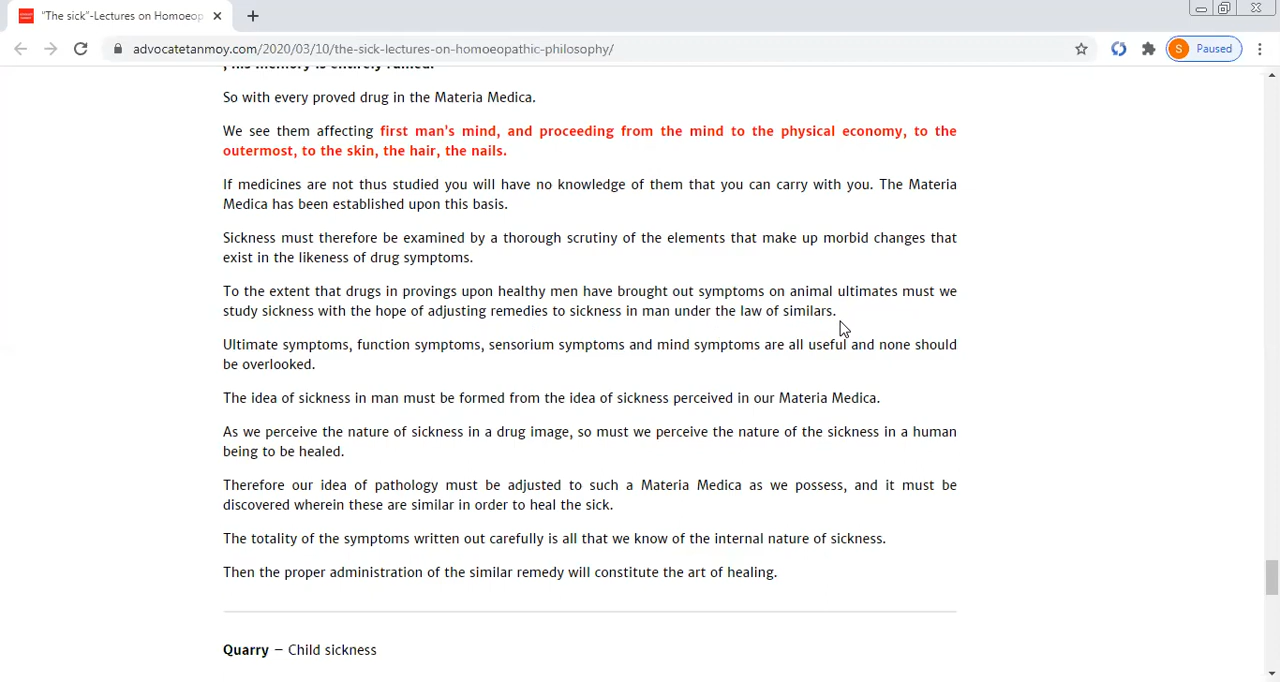 "The sick"-Lectures on Homoeop
advocatetanmoy.com/2020/03/10/the-sick-lectures-on-homoeopathic-philosophy/
S Paused
, his memory is entirely ruined.
So with every proved drug in the Materia Medica.
We see them affecting first man's mind, and proceeding from the mind to the physical economy, to the
outermost, to the skin, the hair, the nails.
If medicines are not thus studied you will have no knowledge of them that you can carry with you. The Materia
Medica has been established upon this basis.
Sickness must therefore be examined by a thorough scrutiny of the elements that make up morbid changes that
exist in the likeness of drug symptoms.
To the extent that drugs in provings upon healthy men have brought out symptoms on animal ultimates must we
study sickness with the hope of adjusting remedies to sickness in man under the law of similars.
Ultimate symptoms, function symptoms, sensorium symptoms and mind symptoms are all useful and none should
be overlooked.
The idea of sickness in man must be formed from the idea of sickness perceived in our Materia Medica.
As we perceive the nature of sickness in a drug image, so must we perceive the nature of the sickness in a human
being to be healed.
Therefore our idea of pathology must be adjusted to such a Materia Medica as we possess, and it must be
discovered wherein these are similar in order to heal the sick.
The totality of the symptoms written out carefully is all that we know of the internal nature of sickness.
Then the proper administration of the similar remedy will constitute the art of healing.
Quarry – Child sickness